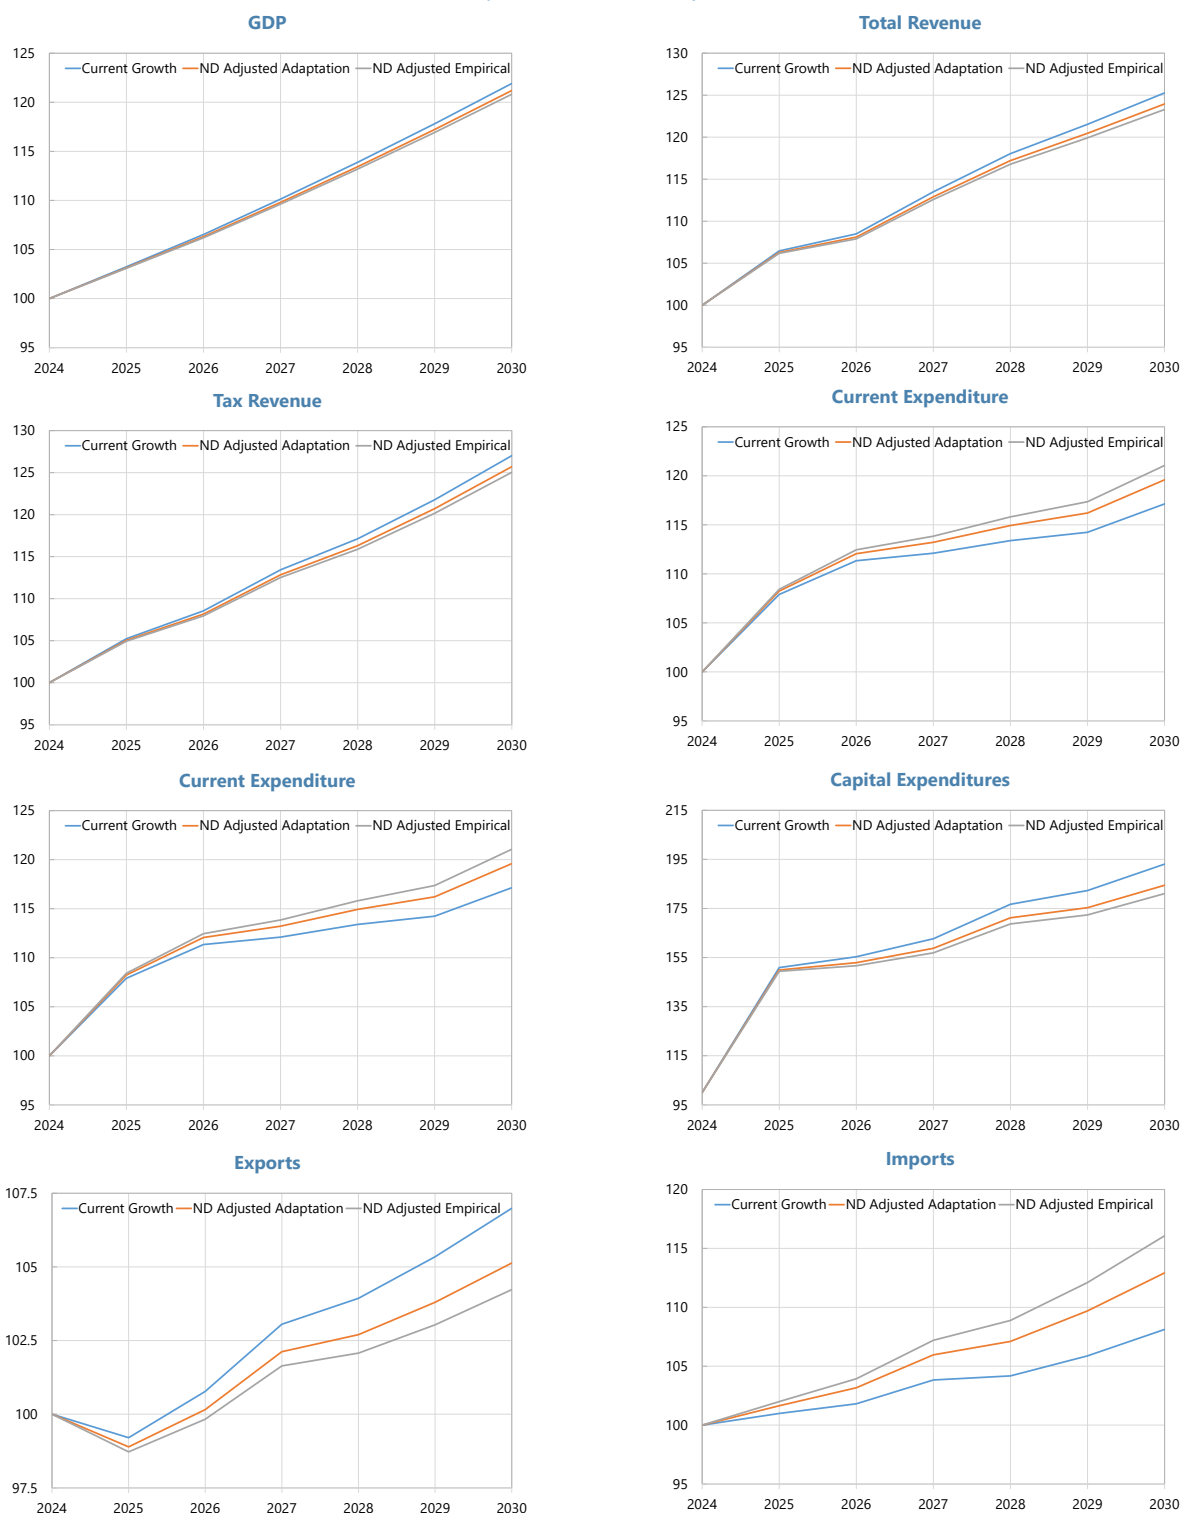 GDP
125
120
115
110
105
100
95
Current Growth ND Adjusted Adaptation ND Adjusted Empirical
2024 2025 2026 2027 2028 2029 2030
Total Revenue
130
125
120
115
110
105
100
95
Current Growth ND Adjusted Adaptation ND Adjusted Empirical
2024 2025 2026 2027 2028 2029 2030
Tax Revenue
130
125
120
115
110
105
100
95
Current Growth ND Adjusted Adaptation ND Adjusted Empirical
2024 2025 2026 2027 2028 2029 2030
Current Expenditure
125
120
115
110
105
100
95
Current Growth ND Adjusted Adaptation ND Adjusted Empirical
2024 2025 2026 2027 2028 2029 2030
Current Expenditure
125
120
115
110
105
100
95
Current Growth ND Adjusted Adaptation ND Adjusted Empirical
2024 2025 2026 2027 2028 2029 2030
Capital Expenditures
215
195
175
155
135
115
95
Current Growth ND Adjusted Adaptation ND Adjusted Empirical
2024 2025 2026 2027 2028 2029 2030
Exports
107.5
105
102.5
100
97.5
Current Growth ND Adjusted Adaptation ND Adjusted Empirical
2024 2025 2026 2027 2028 2029 2030
Imports
120
115
110
105
100
95
Current Growth ND Adjusted Adaptation ND Adjusted Empirical
2024 2025 2026 2027 2028 2029 2030